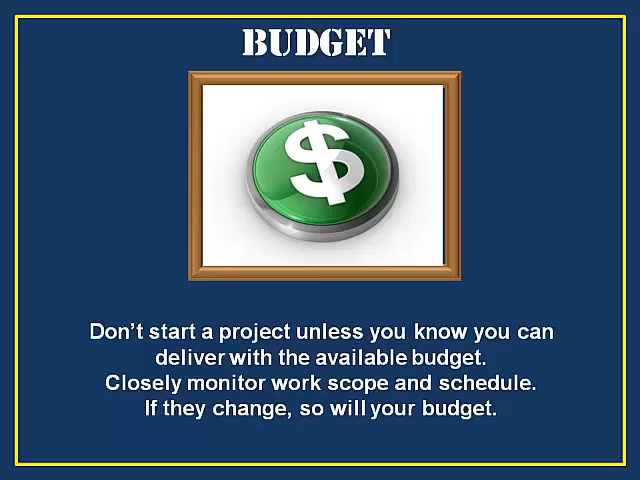 BUDGET
$
Don’t start a project unless you know you can
deliver with the available budget.
Closely monitor work scope and schedule.
If they change, so will your budget.